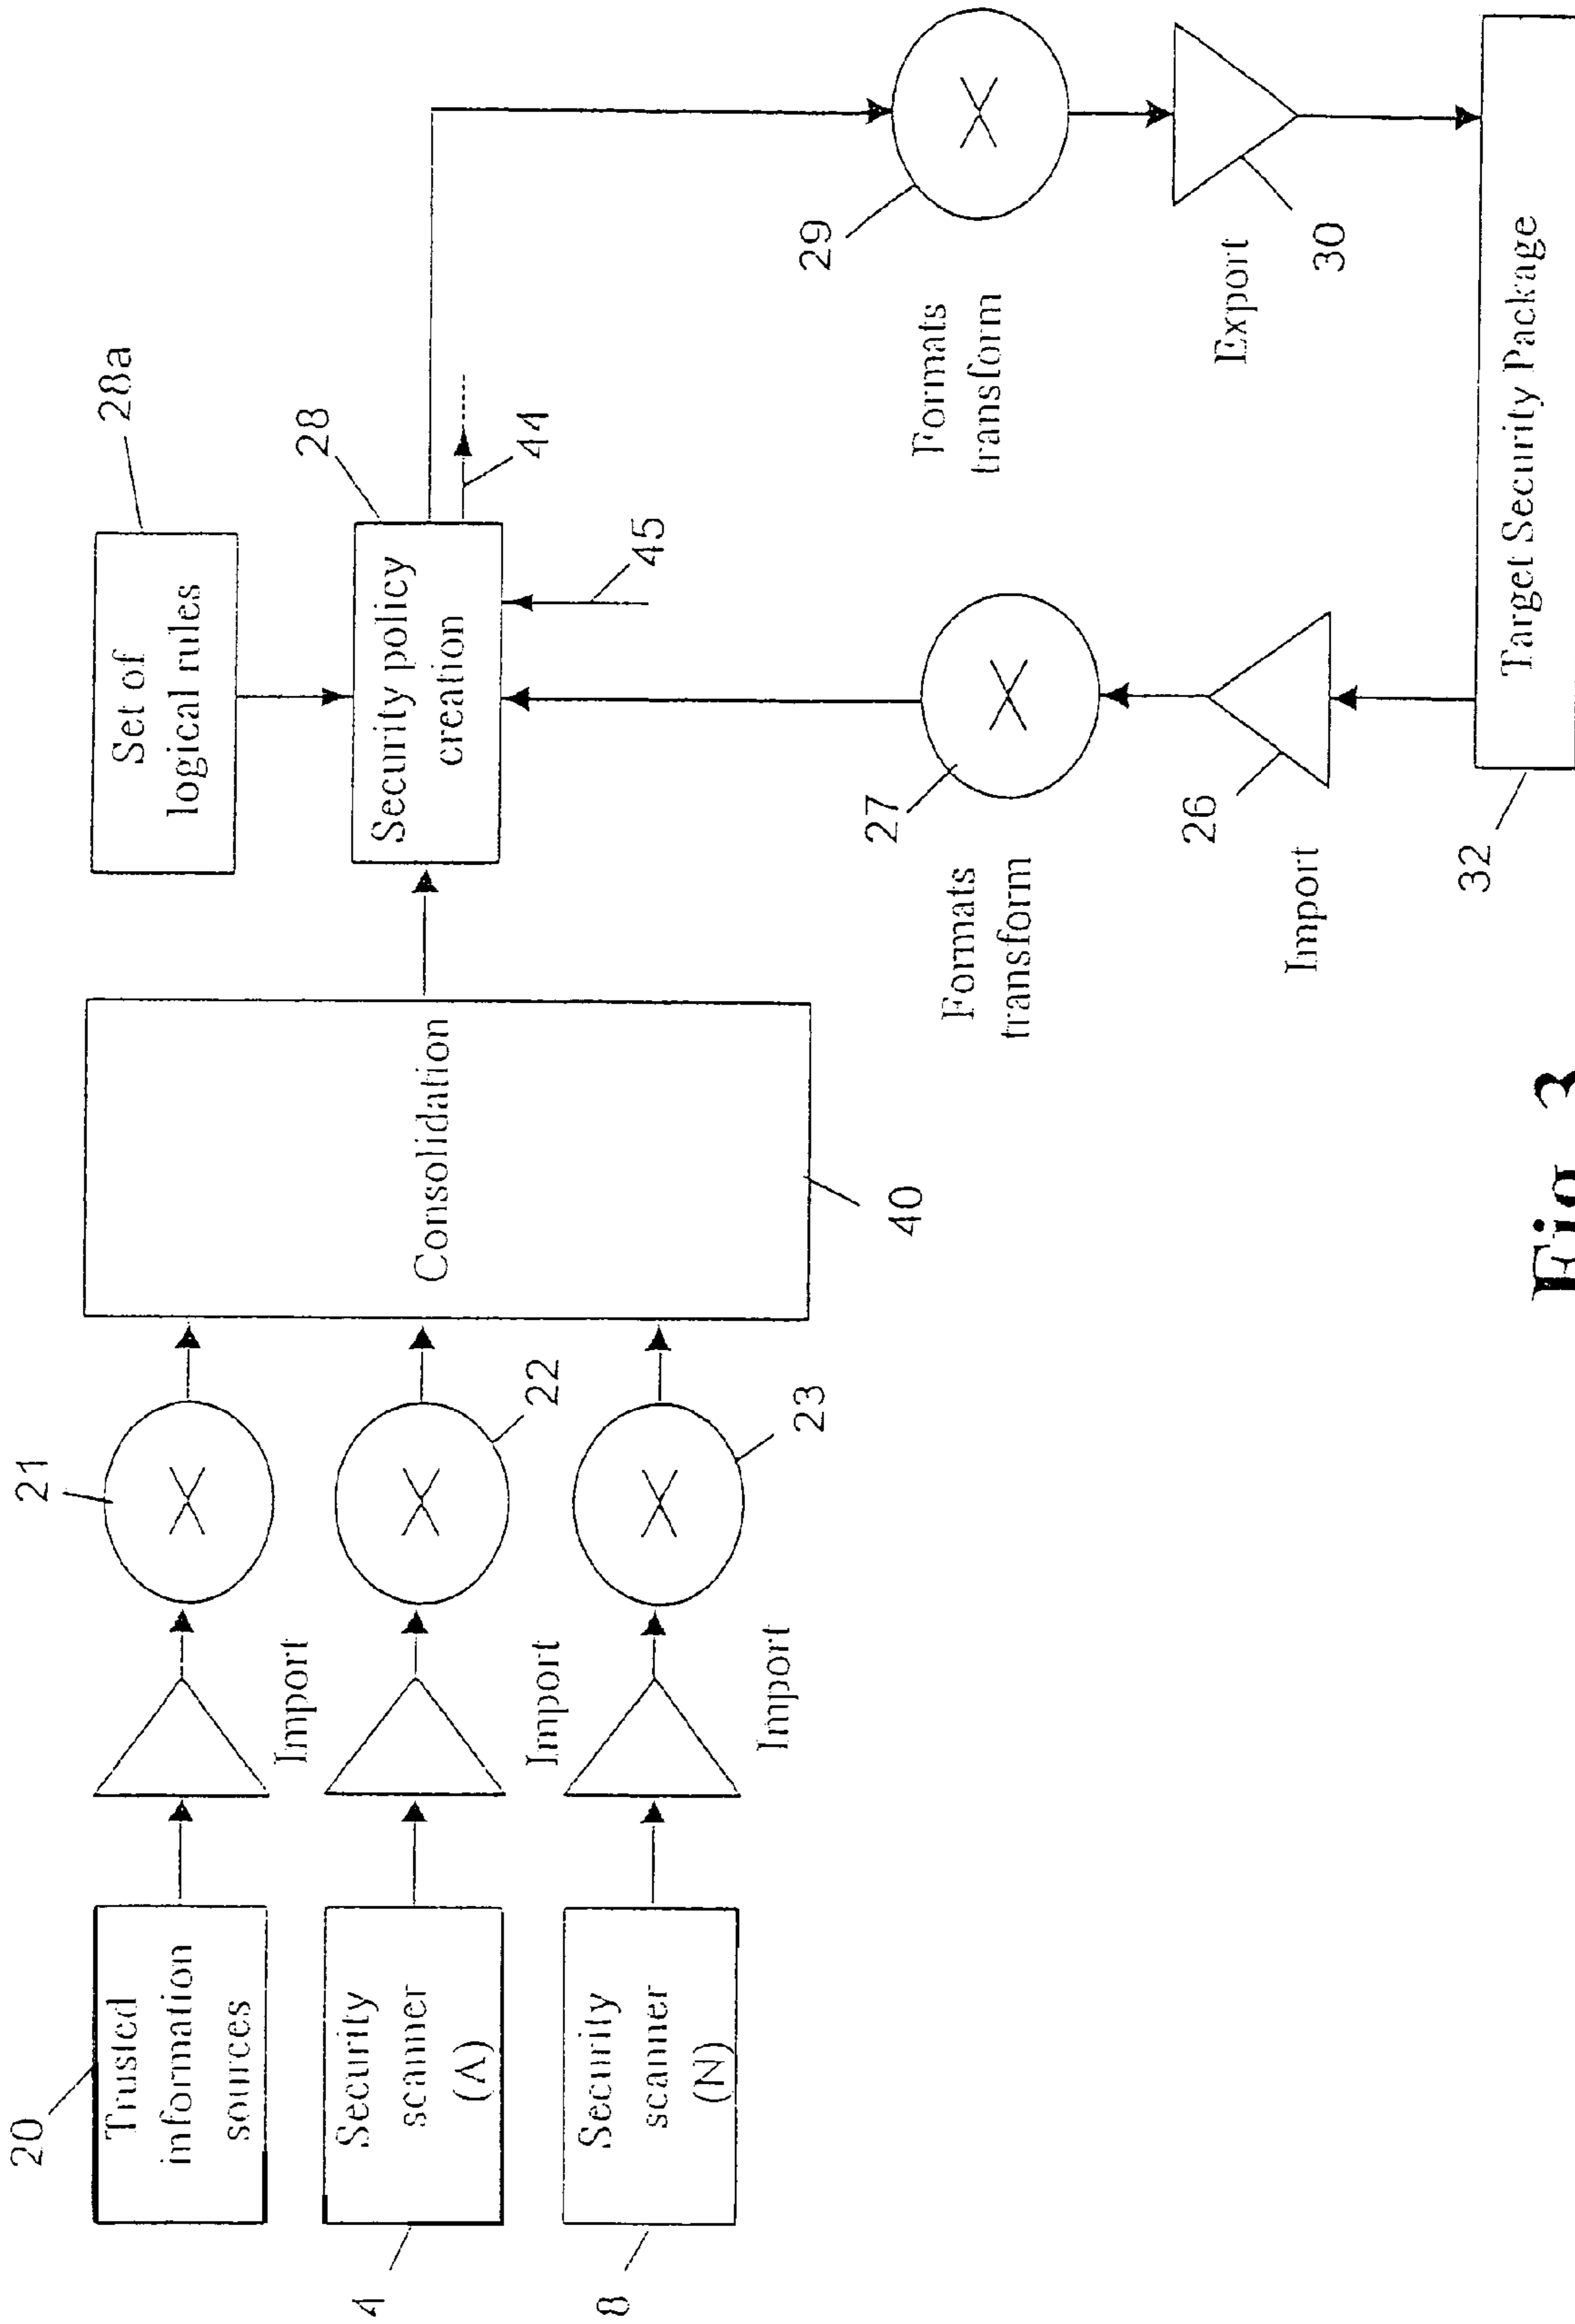 20
Trusted
information
sources
Import
21
4
Security
scanner
(A)
Import
22
8
Security
scanner
(N)
Import
23
Consolidation
40
Set of
logical rules
28a
Security policy
creation
28
44
45
Formats
transform
27
Import
26
Formats
transform
29
Export
30
Target Security Package
32
Fig. 3